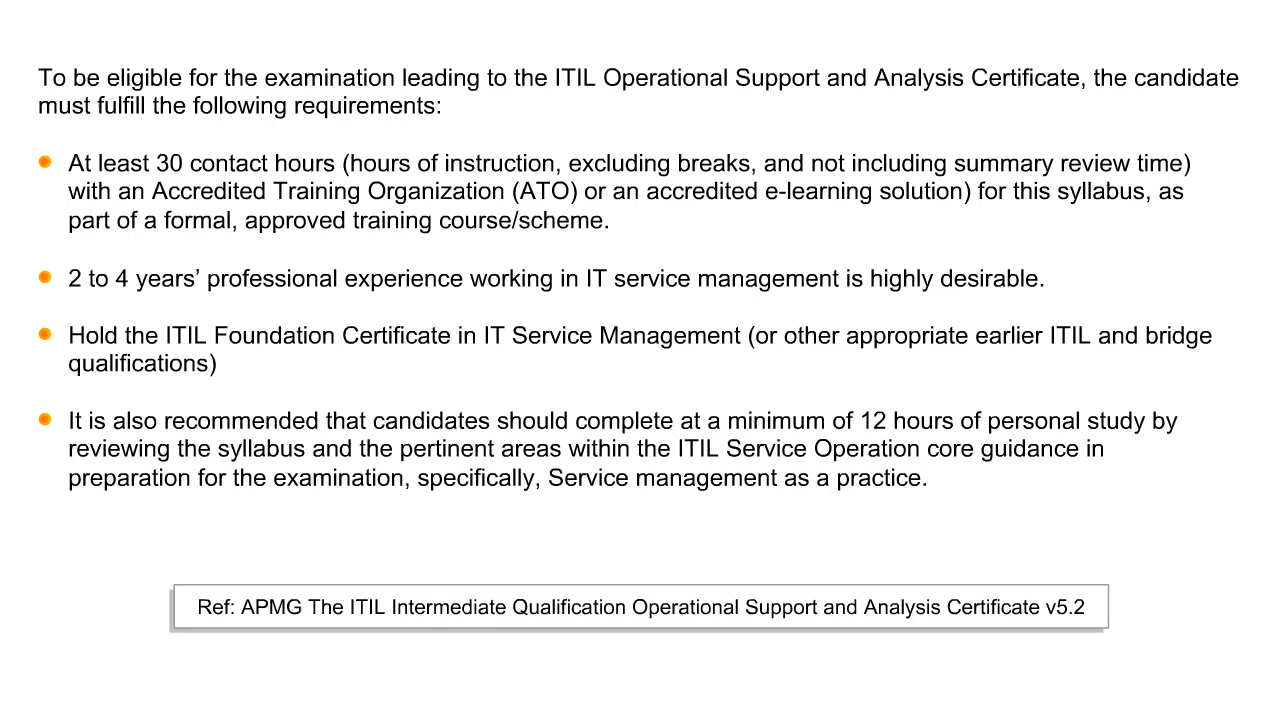 To be eligible for the examination leading to the ITIL Operational Support and Analysis Certificate, the candidate
must fulfill the following requirements:
At least 30 contact hours (hours of instruction, excluding breaks, and not including summary review time)
with an Accredited Training Organization (ATO) or an accredited e-learning solution) for this syllabus, as
part of a formal, approved training course/scheme.
2 to 4 years’ professional experience working in IT service management is highly desirable.
Hold the ITIL Foundation Certificate in IT Service Management (or other appropriate earlier ITIL and bridge
qualifications)
It is also recommended that candidates should complete at a minimum of 12 hours of personal study by
reviewing the syllabus and the pertinent areas within the ITIL Service Operation core guidance in
preparation for the examination, specifically, Service management as a practice.
Ref: APMG The ITIL Intermediate Qualification Operational Support and Analysis Certificate v5.2